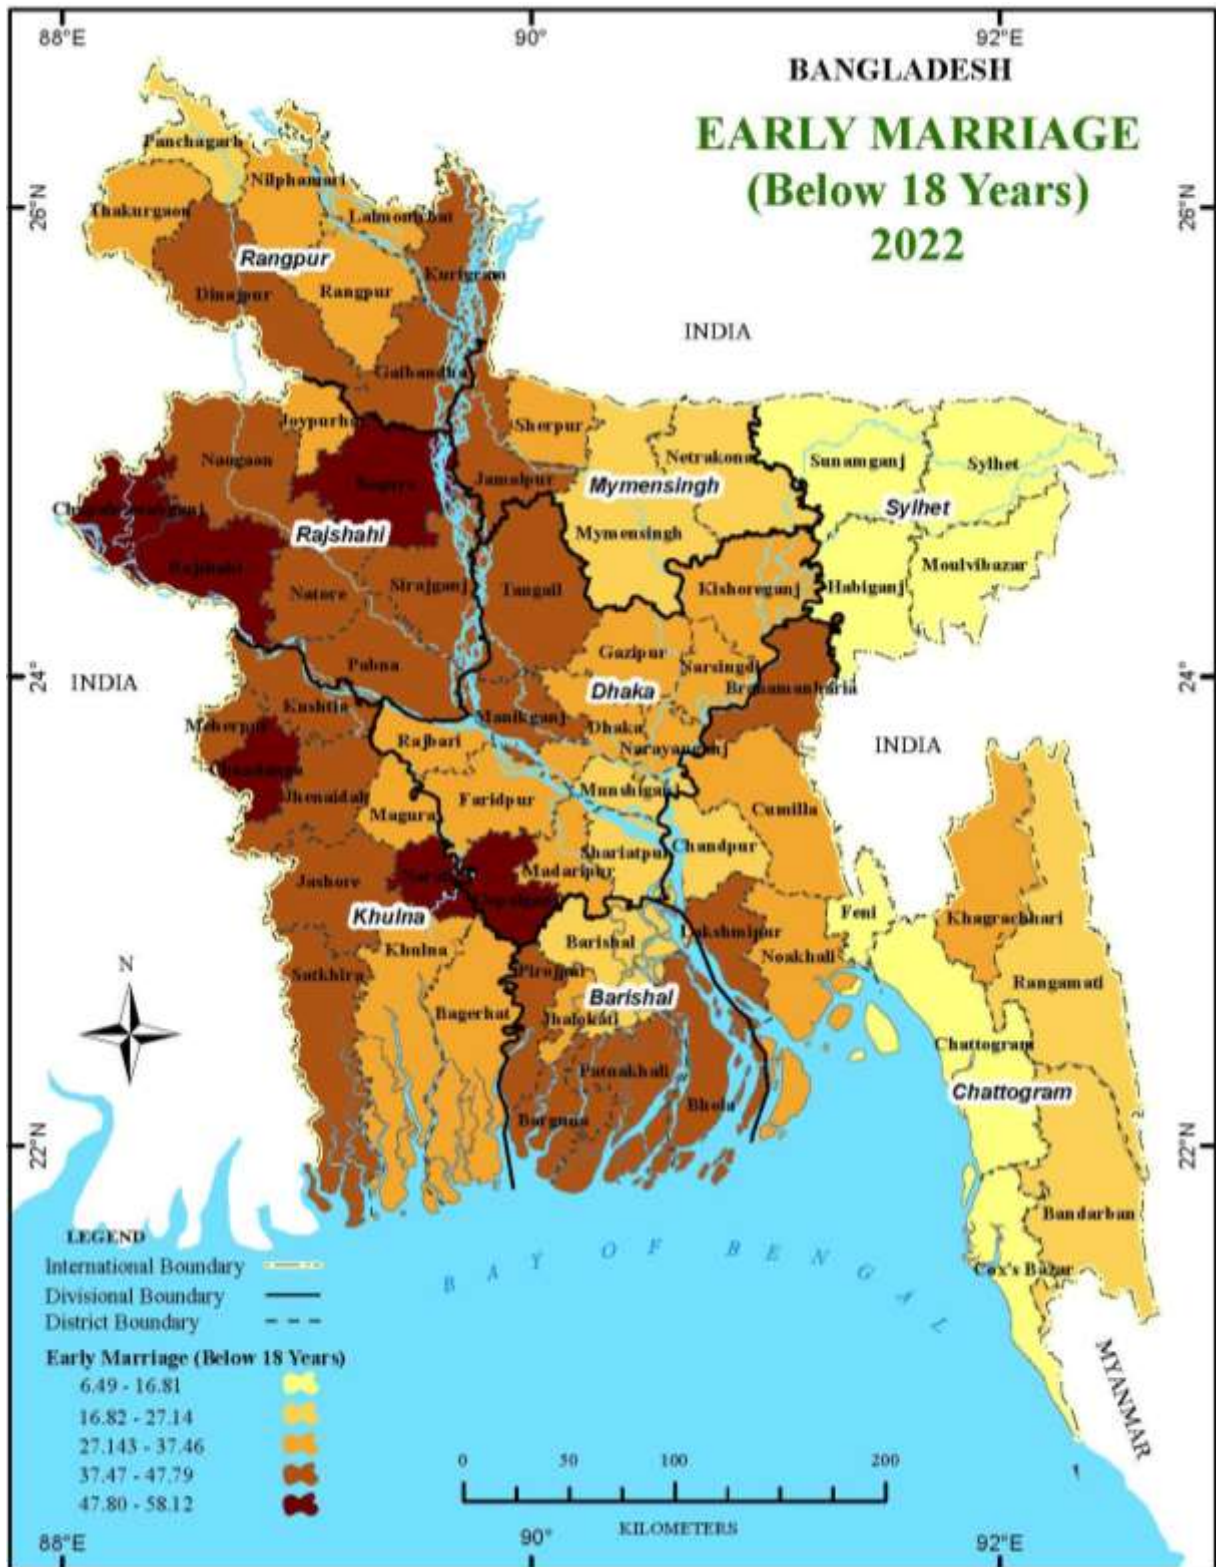 88°E
90°
92°E
BANGLADESH
EARLY MARRIAGE
(Below 18 Years)
2022
26°N
26°N
Panchagarh
Nilphamari
Thakurgaon
Lalmonirhat
Rangpur
Kurigram
Dinajpur
Rangpur
INDIA
Gaibandha
Joypurhat
Sherpur
Naogaon
Netrakona
Sunamganj
Sylhet
Bogura
Jamalpur
Mymensingh
Sylhet
Rajshahi
Mymensingh
Rajshahi
Natore
Sirajganj
Tangail
Kishoreganj
Habiganj
Moulvibazar
Gazipur
Narsingdi
Pabna
24°
INDIA
24°
Dhaka
Kushtia
Manikganj
Dhaka
Meherpur
Rajbari
Narayanganj
INDIA
Jhenaidah
Faridpur
Munshiganj
Cumilla
Magura
Shariatpur
Chandpur
Madaripur
Jashore
Khulna
Feni
Khagrachhari
Khulna
Barishal
Lakshmipur
Noakhali
Satkhira
Pirojpur
Rangamati
N
Barishal
Bagerhat
Jhalokati
Chattogram
Patuakhali
Chattogram
Bhola
Barguna
22°N
22°N
Bandarban
BAY OF BENGAL
Cox's Bazar
MYANMAR
LEGEND
International Boundary
Divisional Boundary
District Boundary
Early Marriage (Below 18 Years)
6.49 - 16.81
16.82 - 27.14
27.143 - 37.46
37.47 - 47.79
47.80 - 58.12
0 50 100 200
KILOMETERS
88°E
90°
92°E